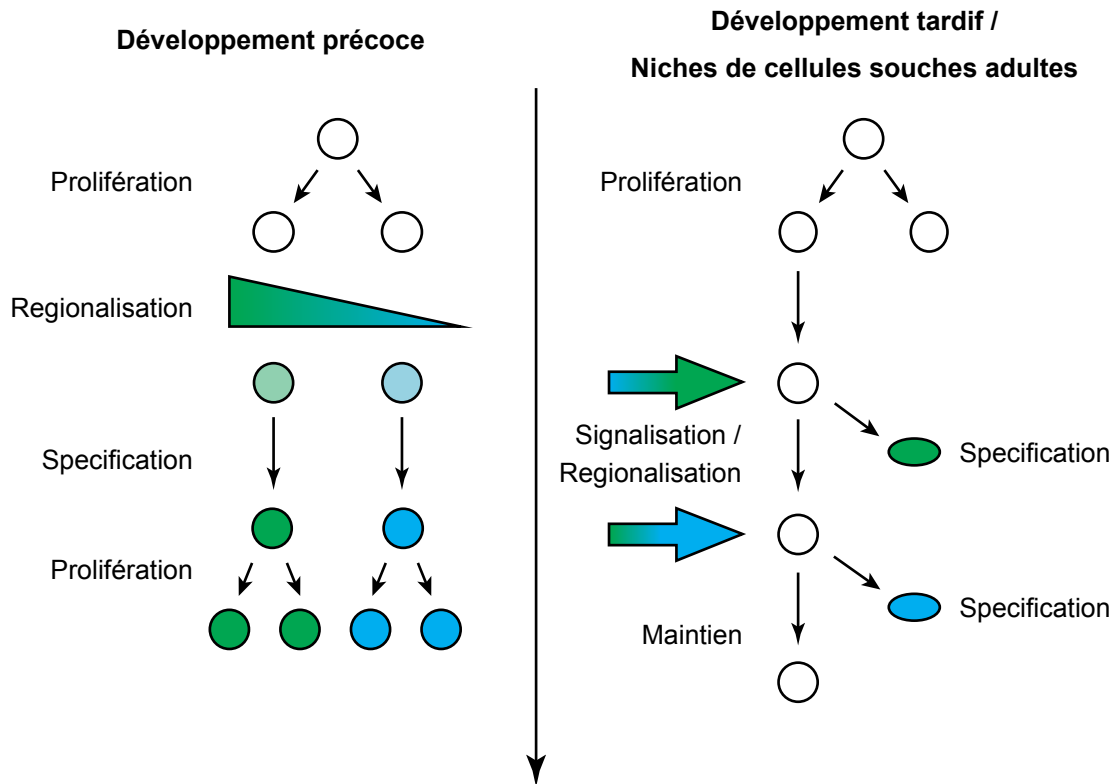 Développement précoce
Prolifération
Regionalisation
Specification
Prolifération
Développement tardif /
Niches de cellules souches adultes
Prolifération
Signalisation /
Regionalisation
Specification
Specification
Maintien